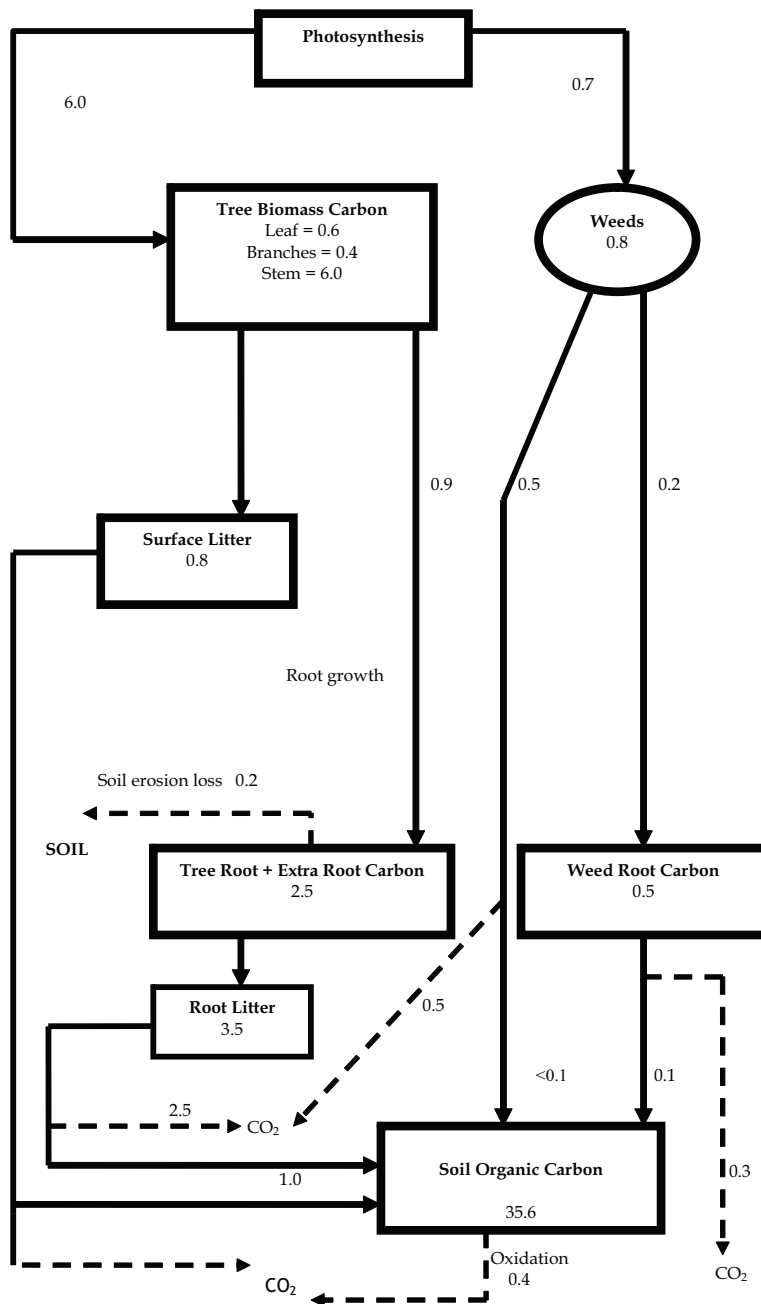 Photosynthesis
6.0
0.7
Tree Biomass Carbon
Leaf = 0.6
Branches = 0.4
Stem = 6.0
Weeds
0.8
0.9
0.5
0.2
Surface Litter
0.8
Root growth
Soil erosion loss 0.2
SOIL
Tree Root + Extra Root Carbon
2.5
Weed Root Carbon
0.5
Root Litter
3.5
0.5
<0.1
0.1
2.5
CO₂
1.0
Soil Organic Carbon
35.6
0.3
Oxidation
0.4
CO₂
CO₂